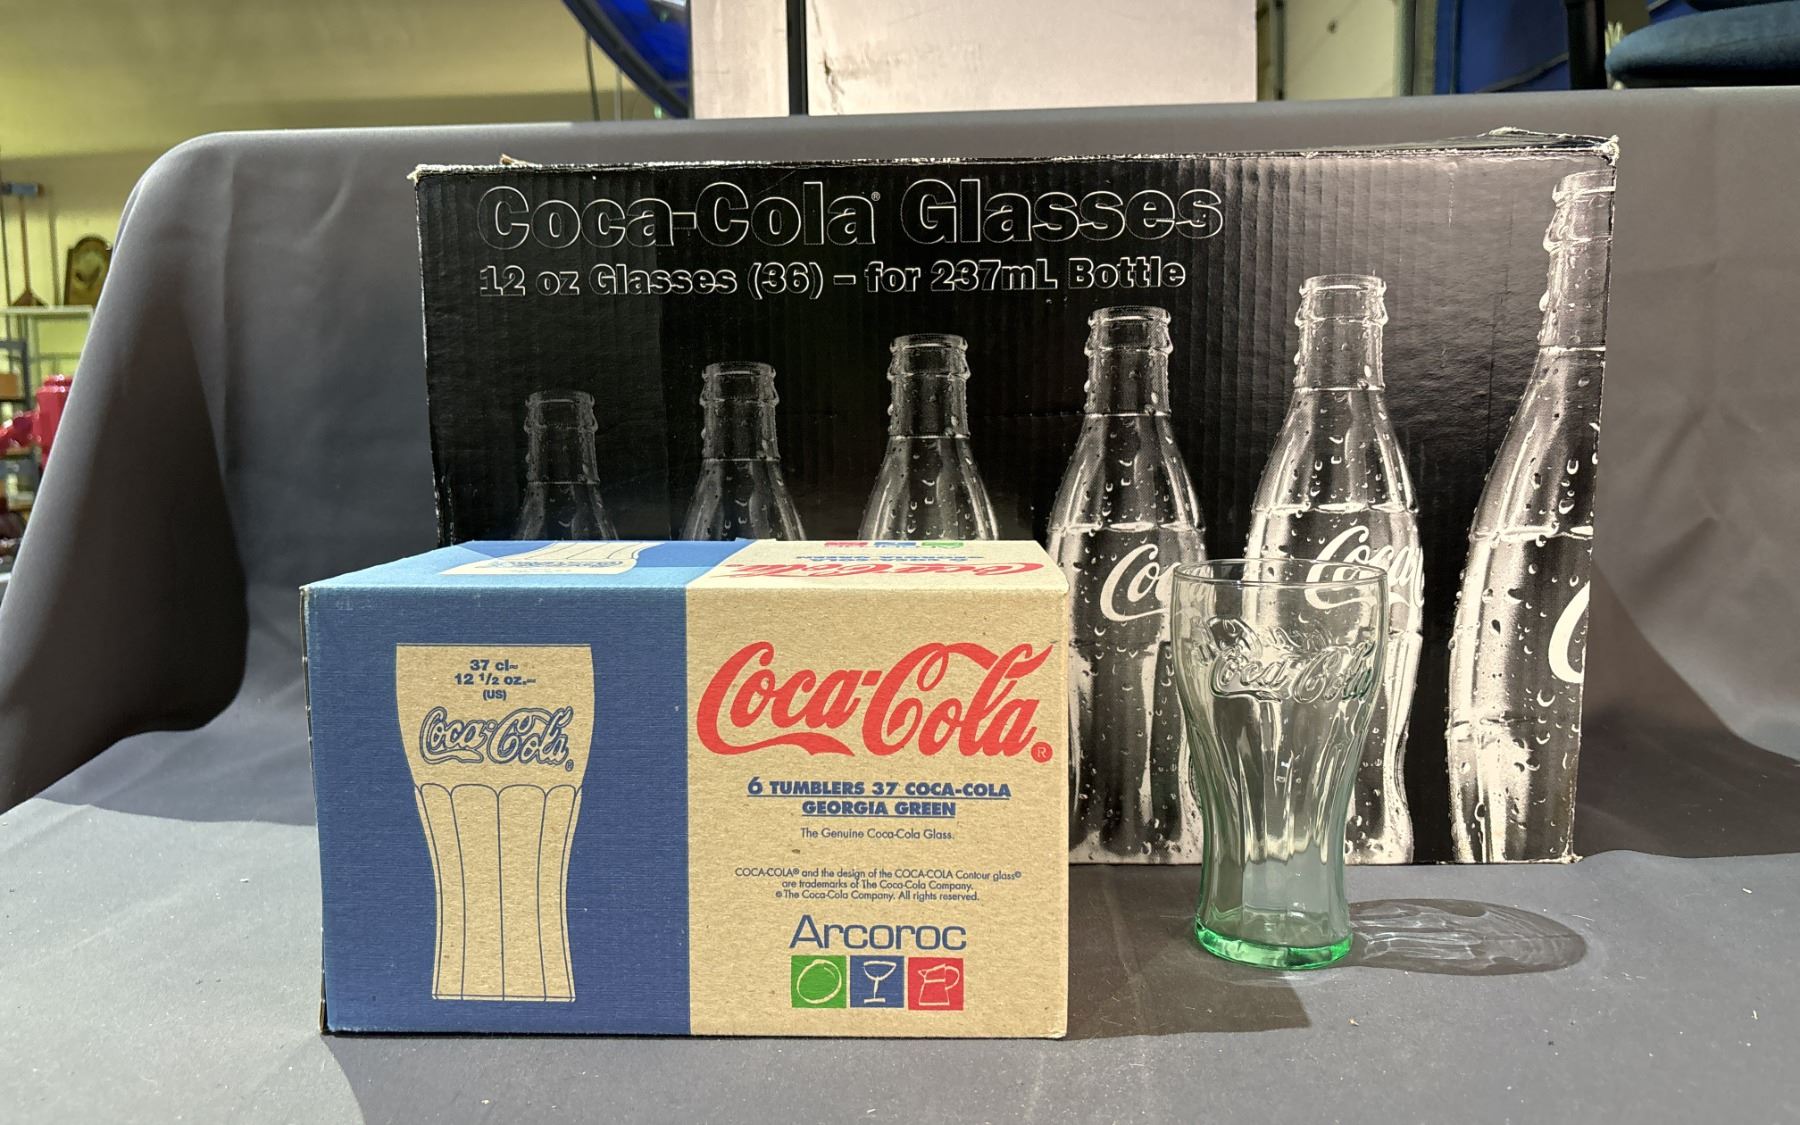 Coca-Cola® Glasses
12 oz Glasses (36) – for 237mL Bottle
Coca
Coca-Cola
37 cl≈
12 1/2 oz.≈
(US)
Coca-Cola®
Coca-Cola®
6 TUMBLERS 37 COCA-COLA
GEORGIA GREEN
The Genuine Coca-Cola Glass.
COCA-COLA® and the design of the COCA-COLA Contour glass©
are trademarks of The Coca-Cola Company.
© The Coca-Cola Company. All rights reserved.
Arcoroc
Coca-Cola